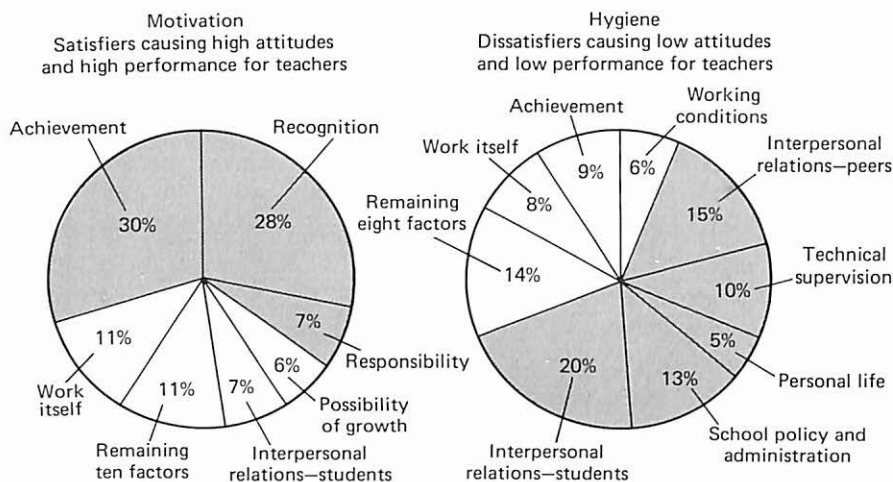 Motivation
Satisfiers causing high attitudes
and high performance for teachers
Achievement
Recognition
30%
28%
7%
Responsibility
6%
Possibility
of growth
7%
Interpersonal
relations—students
11%
Remaining
ten factors
11%
Work
itself
Hygiene
Dissatisfiers causing low attitudes
and low performance for teachers
Achievement
Working
conditions
Work itself
Interpersonal
relations—peers
9%
6%
8%
15%
Remaining
eight factors
14%
Technical
supervision
10%
5%
Personal life
13%
School policy and
administration
20%
Interpersonal
relations—students